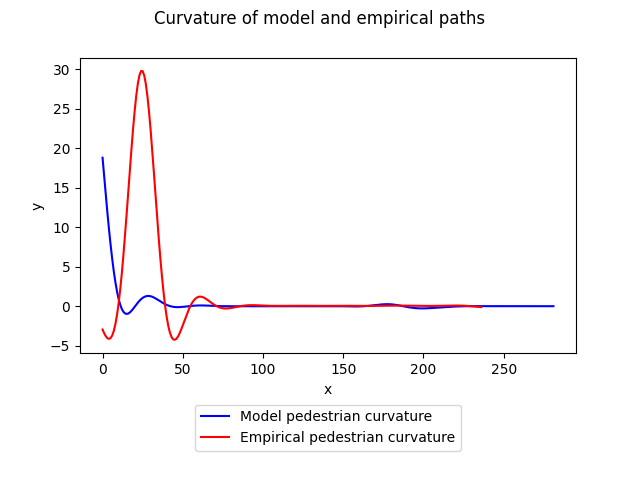 Curvature of model and empirical paths
30
25
20
15
10
5
0
−5
y
0 50 100 150 200 250
x
Model pedestrian curvature
Empirical pedestrian curvature